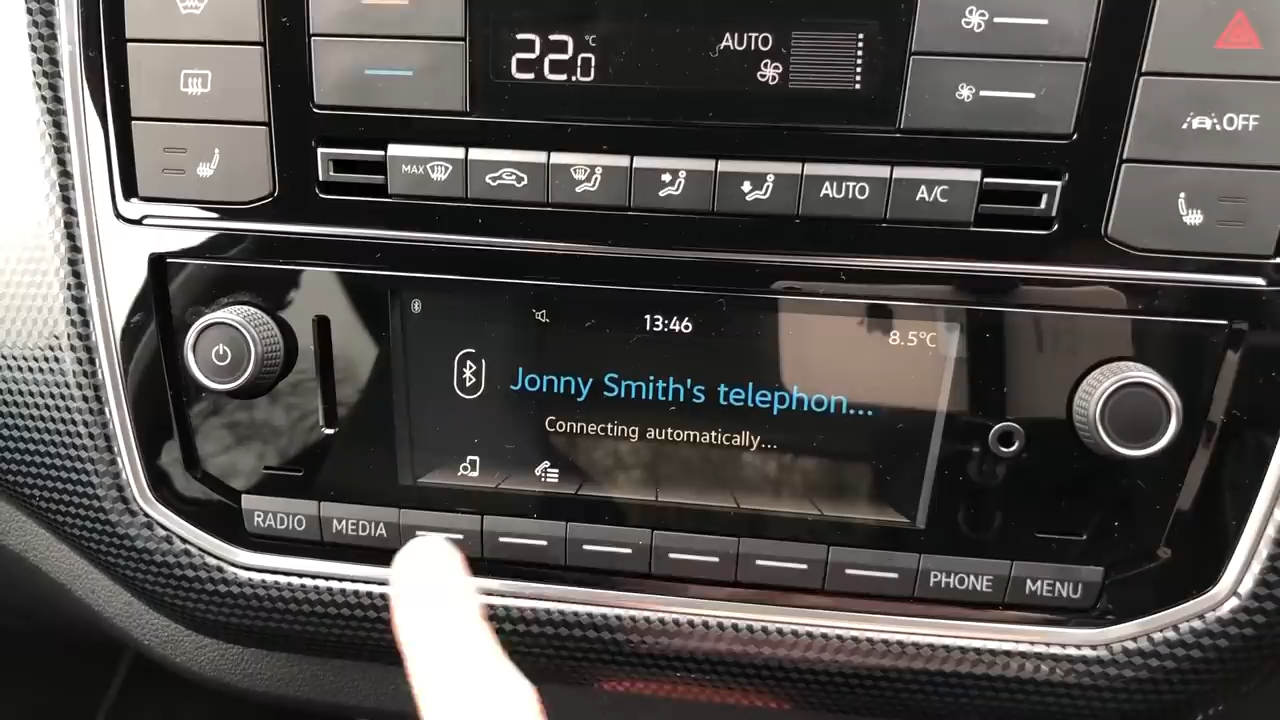 22.0 °C
AUTO
OFF
MAX
AUTO
A/C
13:46
8.5°C
Jonny Smith's telephon...
Connecting automatically...
RADIO
MEDIA
PHONE
MENU